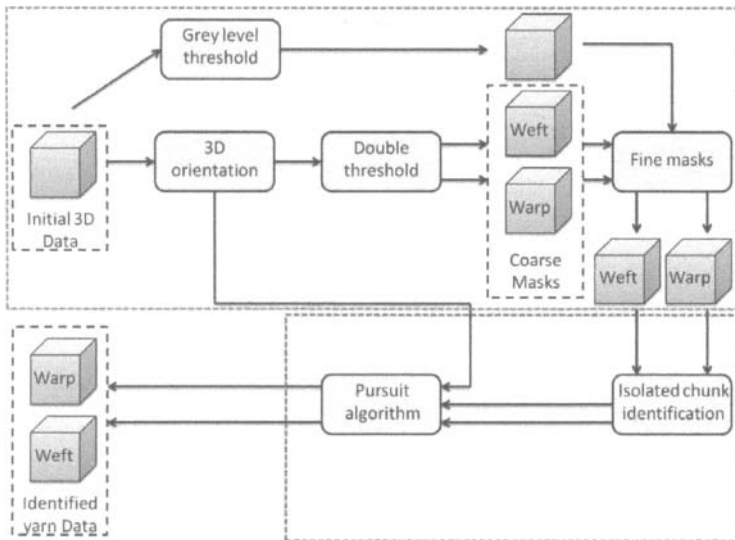 Grey level
threshold
Initial 3D
Data
3D
orientation
Double
threshold
Weft
Warp
Coarse
Masks
Fine masks
Weft
Warp
Warp
Weft
Identified
yarn Data
Pursuit
algorithm
Isolated chunk
identification